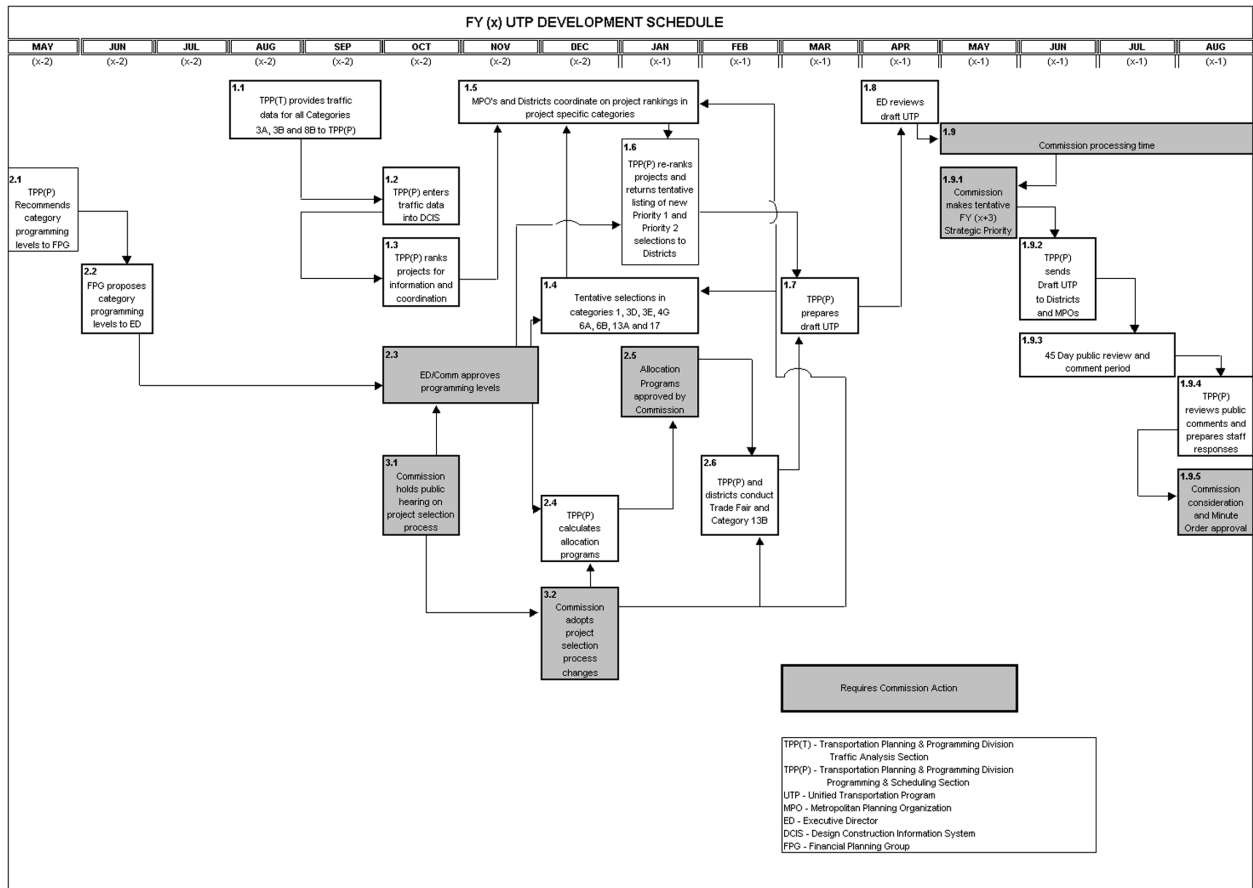 FY (x) UTP DEVELOPMENT SCHEDULE
MAY JUN JUL AUG SEP OCT NOV DEC JAN FEB MAR APR MAY JUN JUL AUG
(x-2) (x-2) (x-2) (x-2) (x-2) (x-2) (x-2) (x-2) (x-1) (x-1) (x-1) (x-1) (x-1) (x-1) (x-1) (x-1)
1.1
TPP(T) provides traffic
data for all Categories
3A, 3B and 8B to TPP(P)
1.5
MPO's and Districts coordinate on project rankings in
project specific categories
1.8
ED reviews
draft UTP
1.9
Commission processing time
2.1
TPP(P)
Recommends
category
programming
levels to FPG
1.2
TPP(P) enters
traffic data
into DCIS
1.6
TPP(P) re-ranks
projects and
returns tentative
listing of new
Priority 1 and
Priority 2
selections to
Districts
1.9.1
Commission
makes tentative
FY (x+3)
Strategic Priority
2.2
FPG proposes
category
programming
levels to ED
1.3
TPP(P) ranks
projects for
information and
coordination
1.4
Tentative selections in
categories 1, 3D, 3E, 4G
6A, 6B, 13A and 17
1.7
TPP(P)
prepares
draft UTP
1.9.2
TPP(P)
sends
Draft UTP
to Districts
and MPOs
2.3
ED/Comm approves
programming levels
2.5
Allocation
Programs
approved by
Commission
1.9.3
45 Day public review and
comment period
1.9.4
TPP(P)
reviews public
comments and
prepares staff
responses
3.1
Commission
holds public
hearing on
project selection
process
2.4
TPP(P)
calculates
allocation
programs
2.6
TPP(P) and
districts conduct
Trade Fair and
Category 13B
1.9.5
Commission
consideration
and Minute
Order approval
3.2
Commission
adopts
project
selection
process
changes
Requires Commission Action
TPP(T) - Transportation Planning & Programming Division
Traffic Analysis Section
TPP(P) - Transportation Planning & Programming Division
Programming & Scheduling Section
UTP - Unified Transportation Program
MPO - Metropolitan Planning Organization
ED - Executive Director
DCIS - Design Construction Information System
FPG - Financial Planning Group